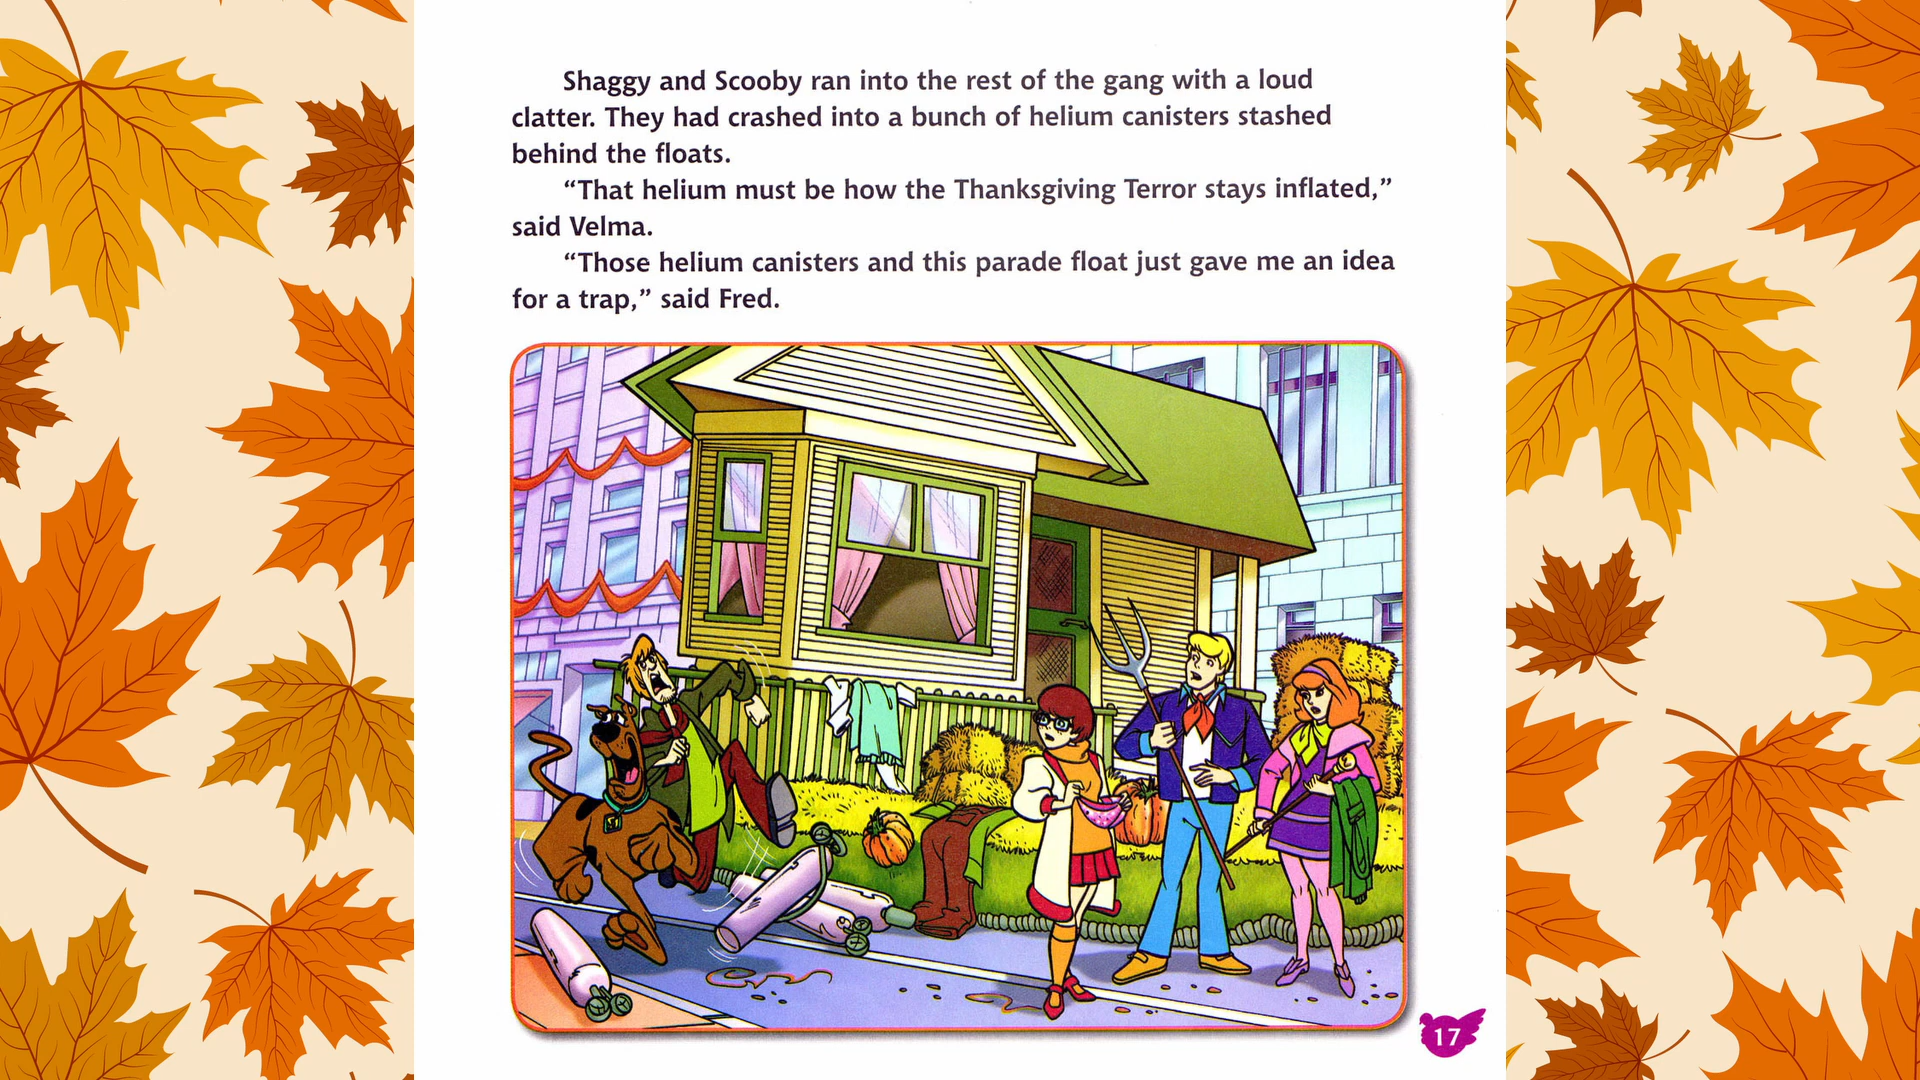 Shaggy and Scooby ran into the rest of the gang with a loud
clatter. They had crashed into a bunch of helium canisters stashed
behind the floats.
“That helium must be how the Thanksgiving Terror stays inflated,”
said Velma.
“Those helium canisters and this parade float just gave me an idea
for a trap,” said Fred.
17